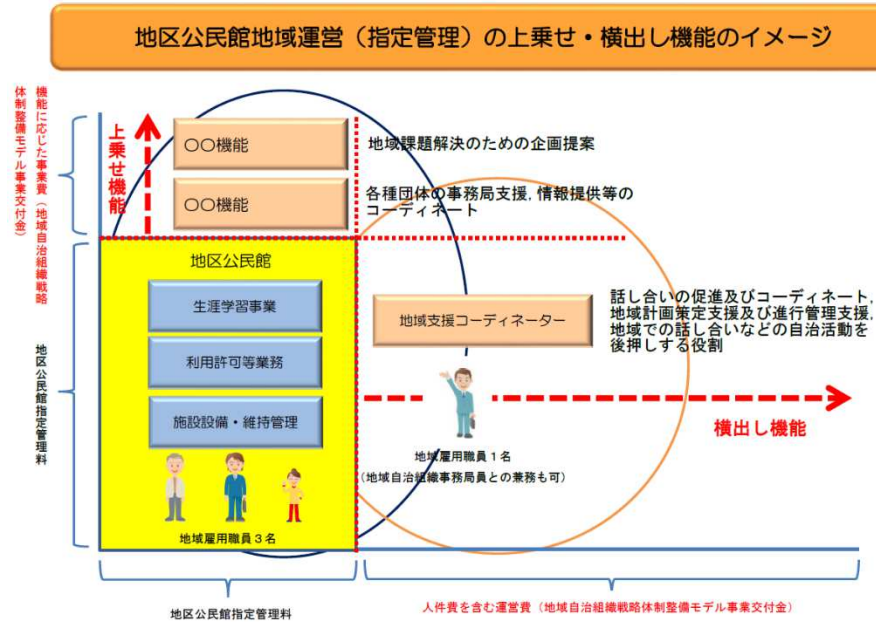 地区公民館地域運営（指定管理）の上乗せ・横出し機能のイメージ
機能に応じた事業費（地域自治組織戦略
体制整備モデル事業交付金）
上乗せ機能
〇〇機能
地域課題解決のための企画提案
〇〇機能
各種団体の事務局支援，情報提供等の
コーディネート
地区公民館
生涯学習事業
利用許可等業務
施設設備・維持管理
地域雇用職員３名
地区公民館指定管理料
地域支援コーディネーター
話し合いの促進及びコーディネート，
地域計画策定支援及び進行管理支援，
地域での話し合いなどの自治活動を
後押しする役割
横出し機能
地域雇用職員１名
（地域自治組織事務局員との兼務も可）
地区公民館指定管理料
人件費を含む運営費（地域自治組織戦略体制整備モデル事業交付金）